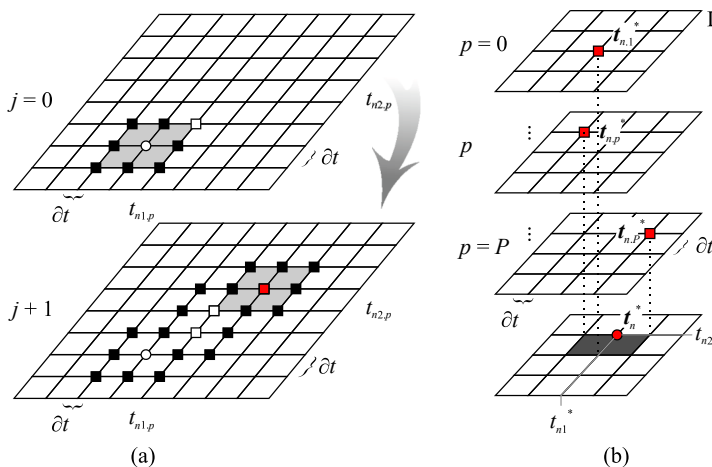 j = 0
t_{n2,p}
∂t
∂t
t_{n1,p}
j + 1
t_{n2,p}
∂t
∂t
t_{n1,p}
(a)
p = 0
t_{n,1}^*
p
⋮
t_{n,p}^*
p = P
⋮
t_{n,P}^*
∂t
∂t
t_n^*
t_{n2}
t_{n1}^*
(b)